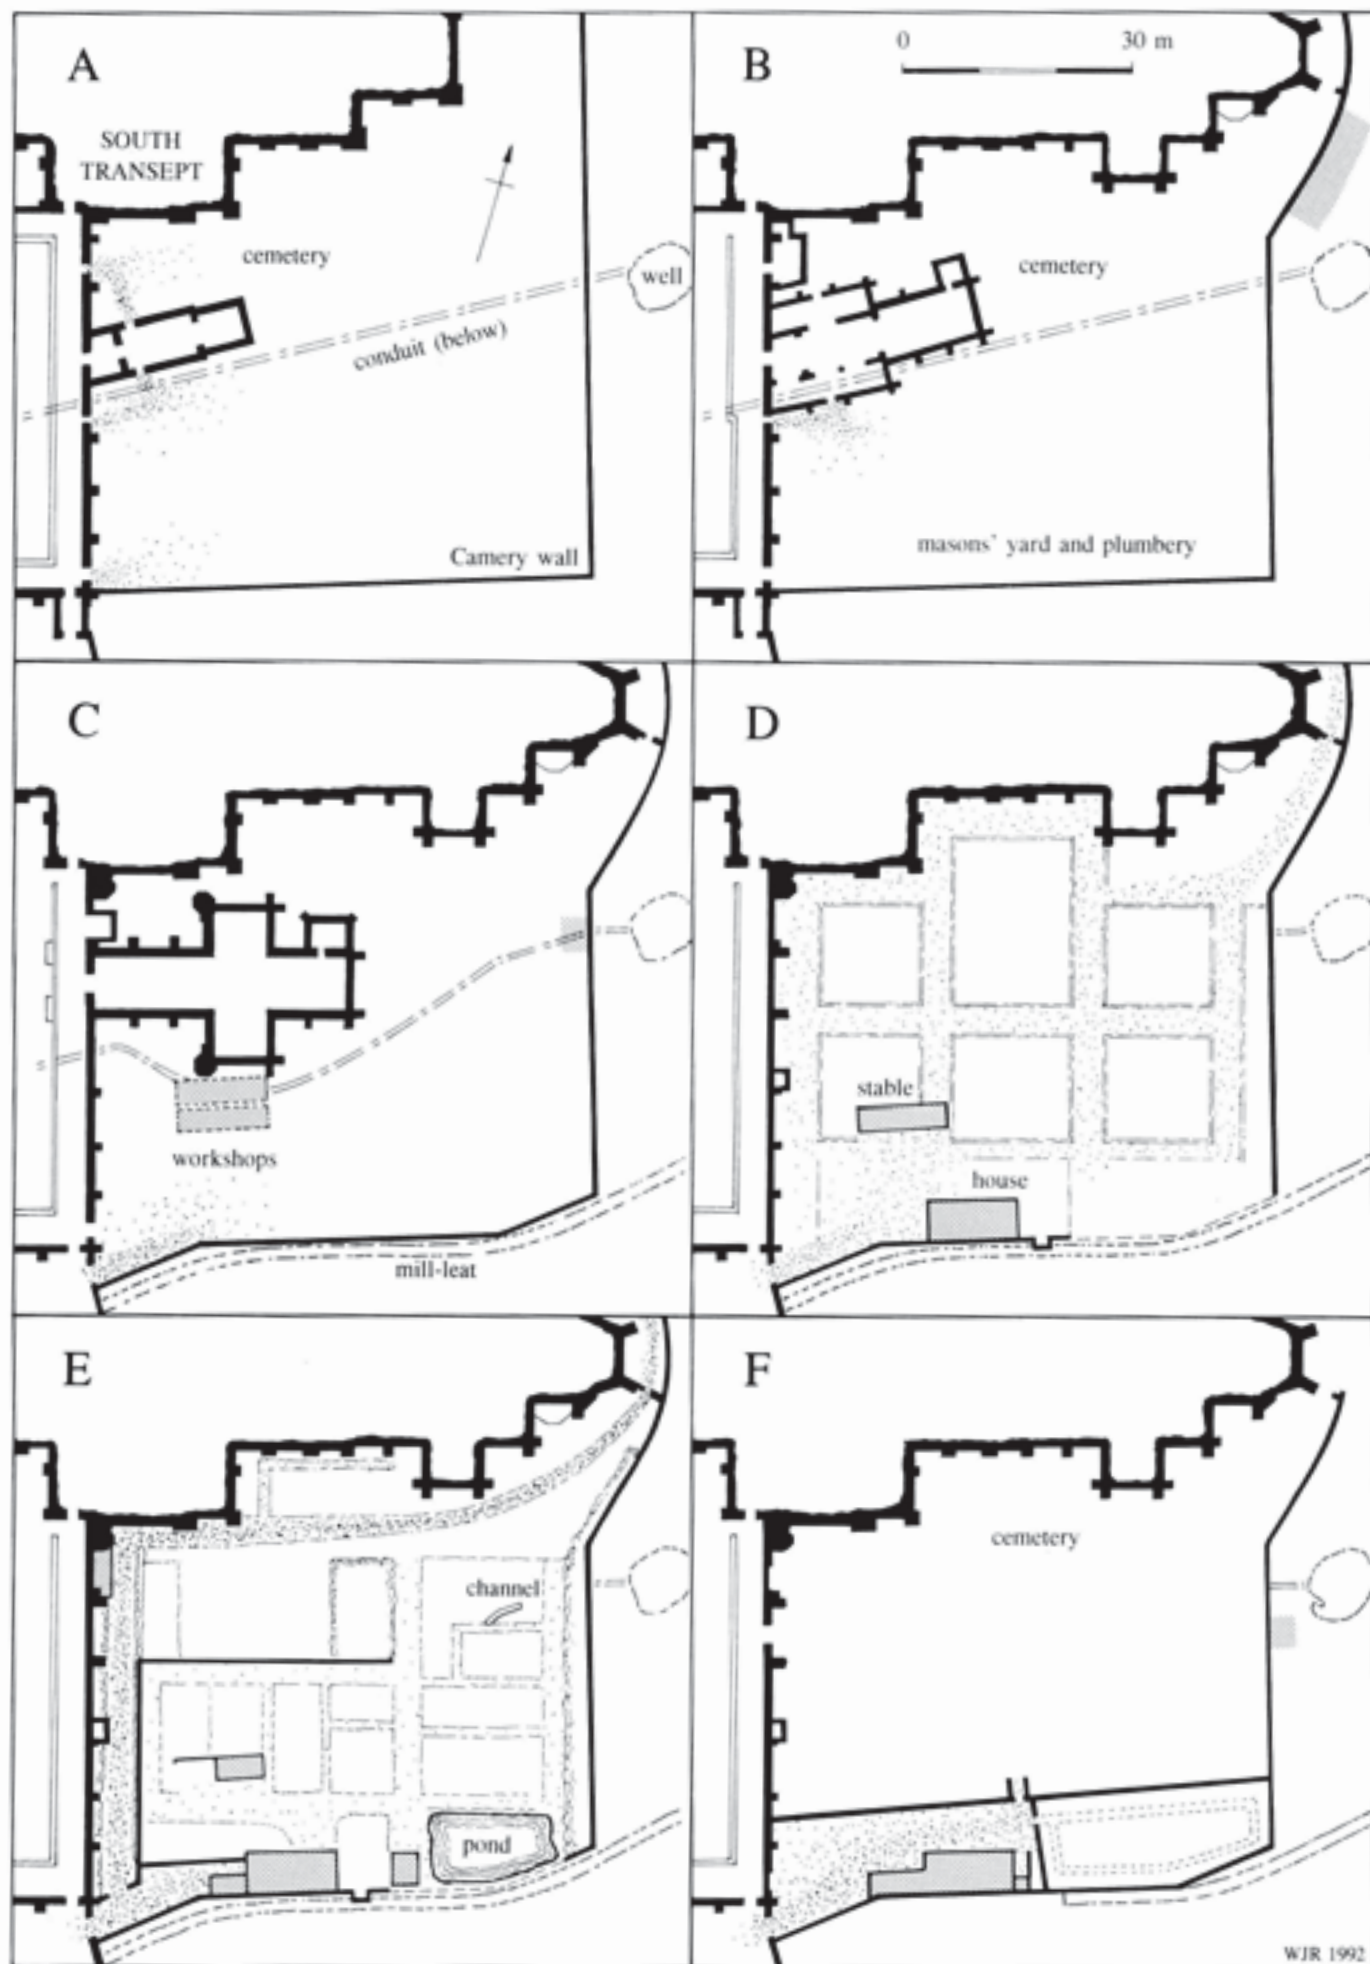 A
SOUTH
TRANSEPT
cemetery
well
conduit (below)
Camery wall
B
0 30 m
cemetery
masons' yard and plumbery
C
workshops
mill-leat
D
stable
house
E
channel
pond
F
cemetery
WJR 1992